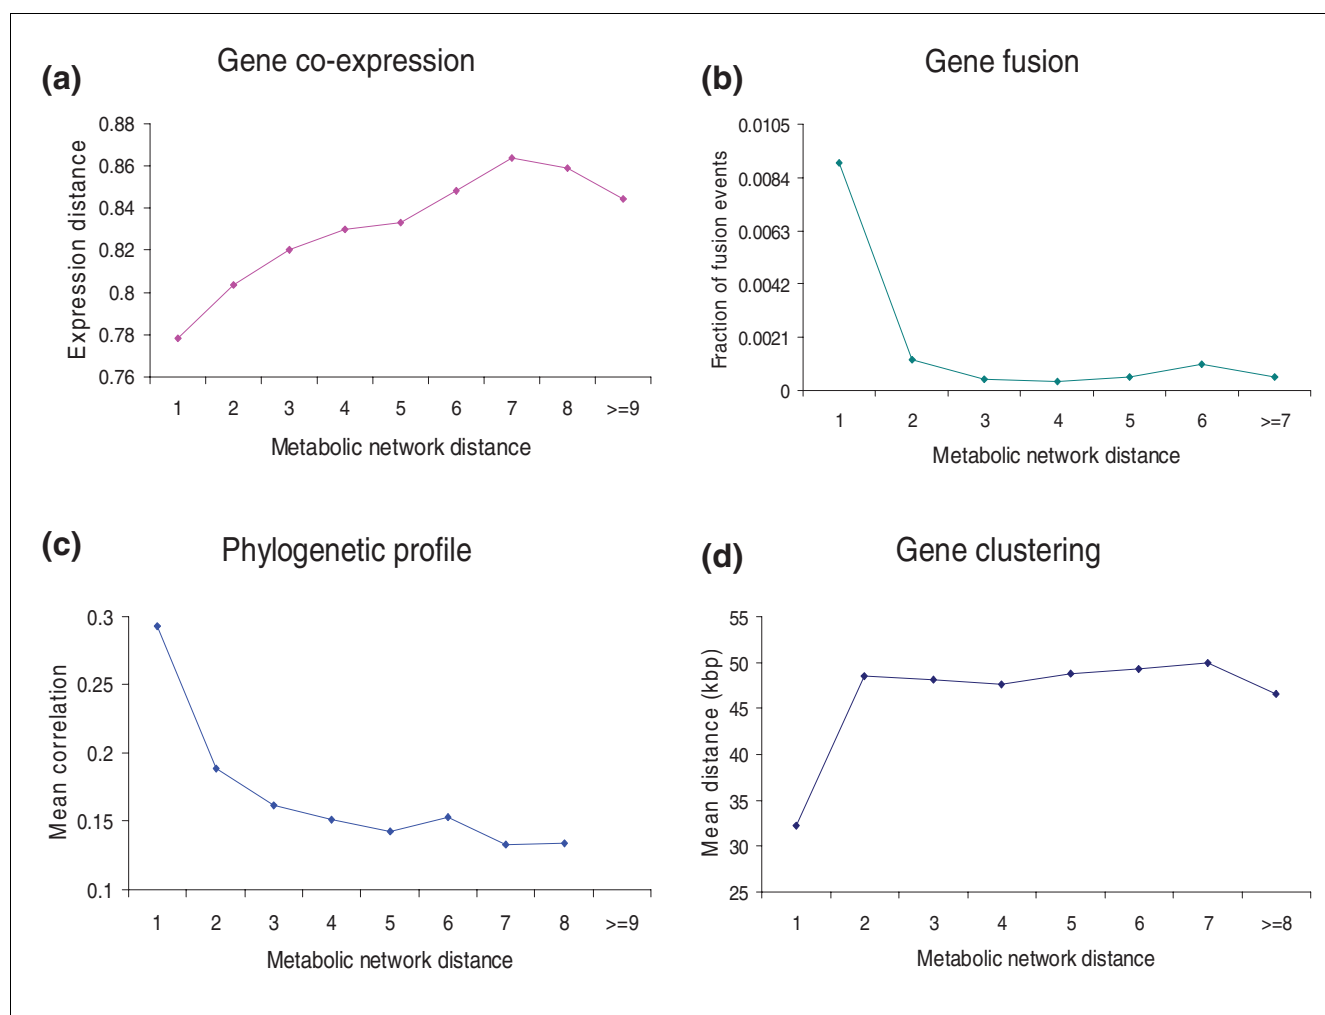 (a)
Gene co-expression
Expression distance
0.88
0.86
0.84
0.82
0.8
0.78
0.76
1 2 3 4 5 6 7 8 >=9
Metabolic network distance
(b)
Gene fusion
Fraction of fusion events
0.0105
0.0084
0.0063
0.0042
0.0021
0
1 2 3 4 5 6 >=7
Metabolic network distance
(c)
Phylogenetic profile
Mean correlation
0.3
0.25
0.2
0.15
0.1
1 2 3 4 5 6 7 8 >=9
Metabolic network distance
(d)
Gene clustering
Mean distance (kbp)
55
50
45
40
35
30
25
1 2 3 4 5 6 7 >=8
Metabolic network distance